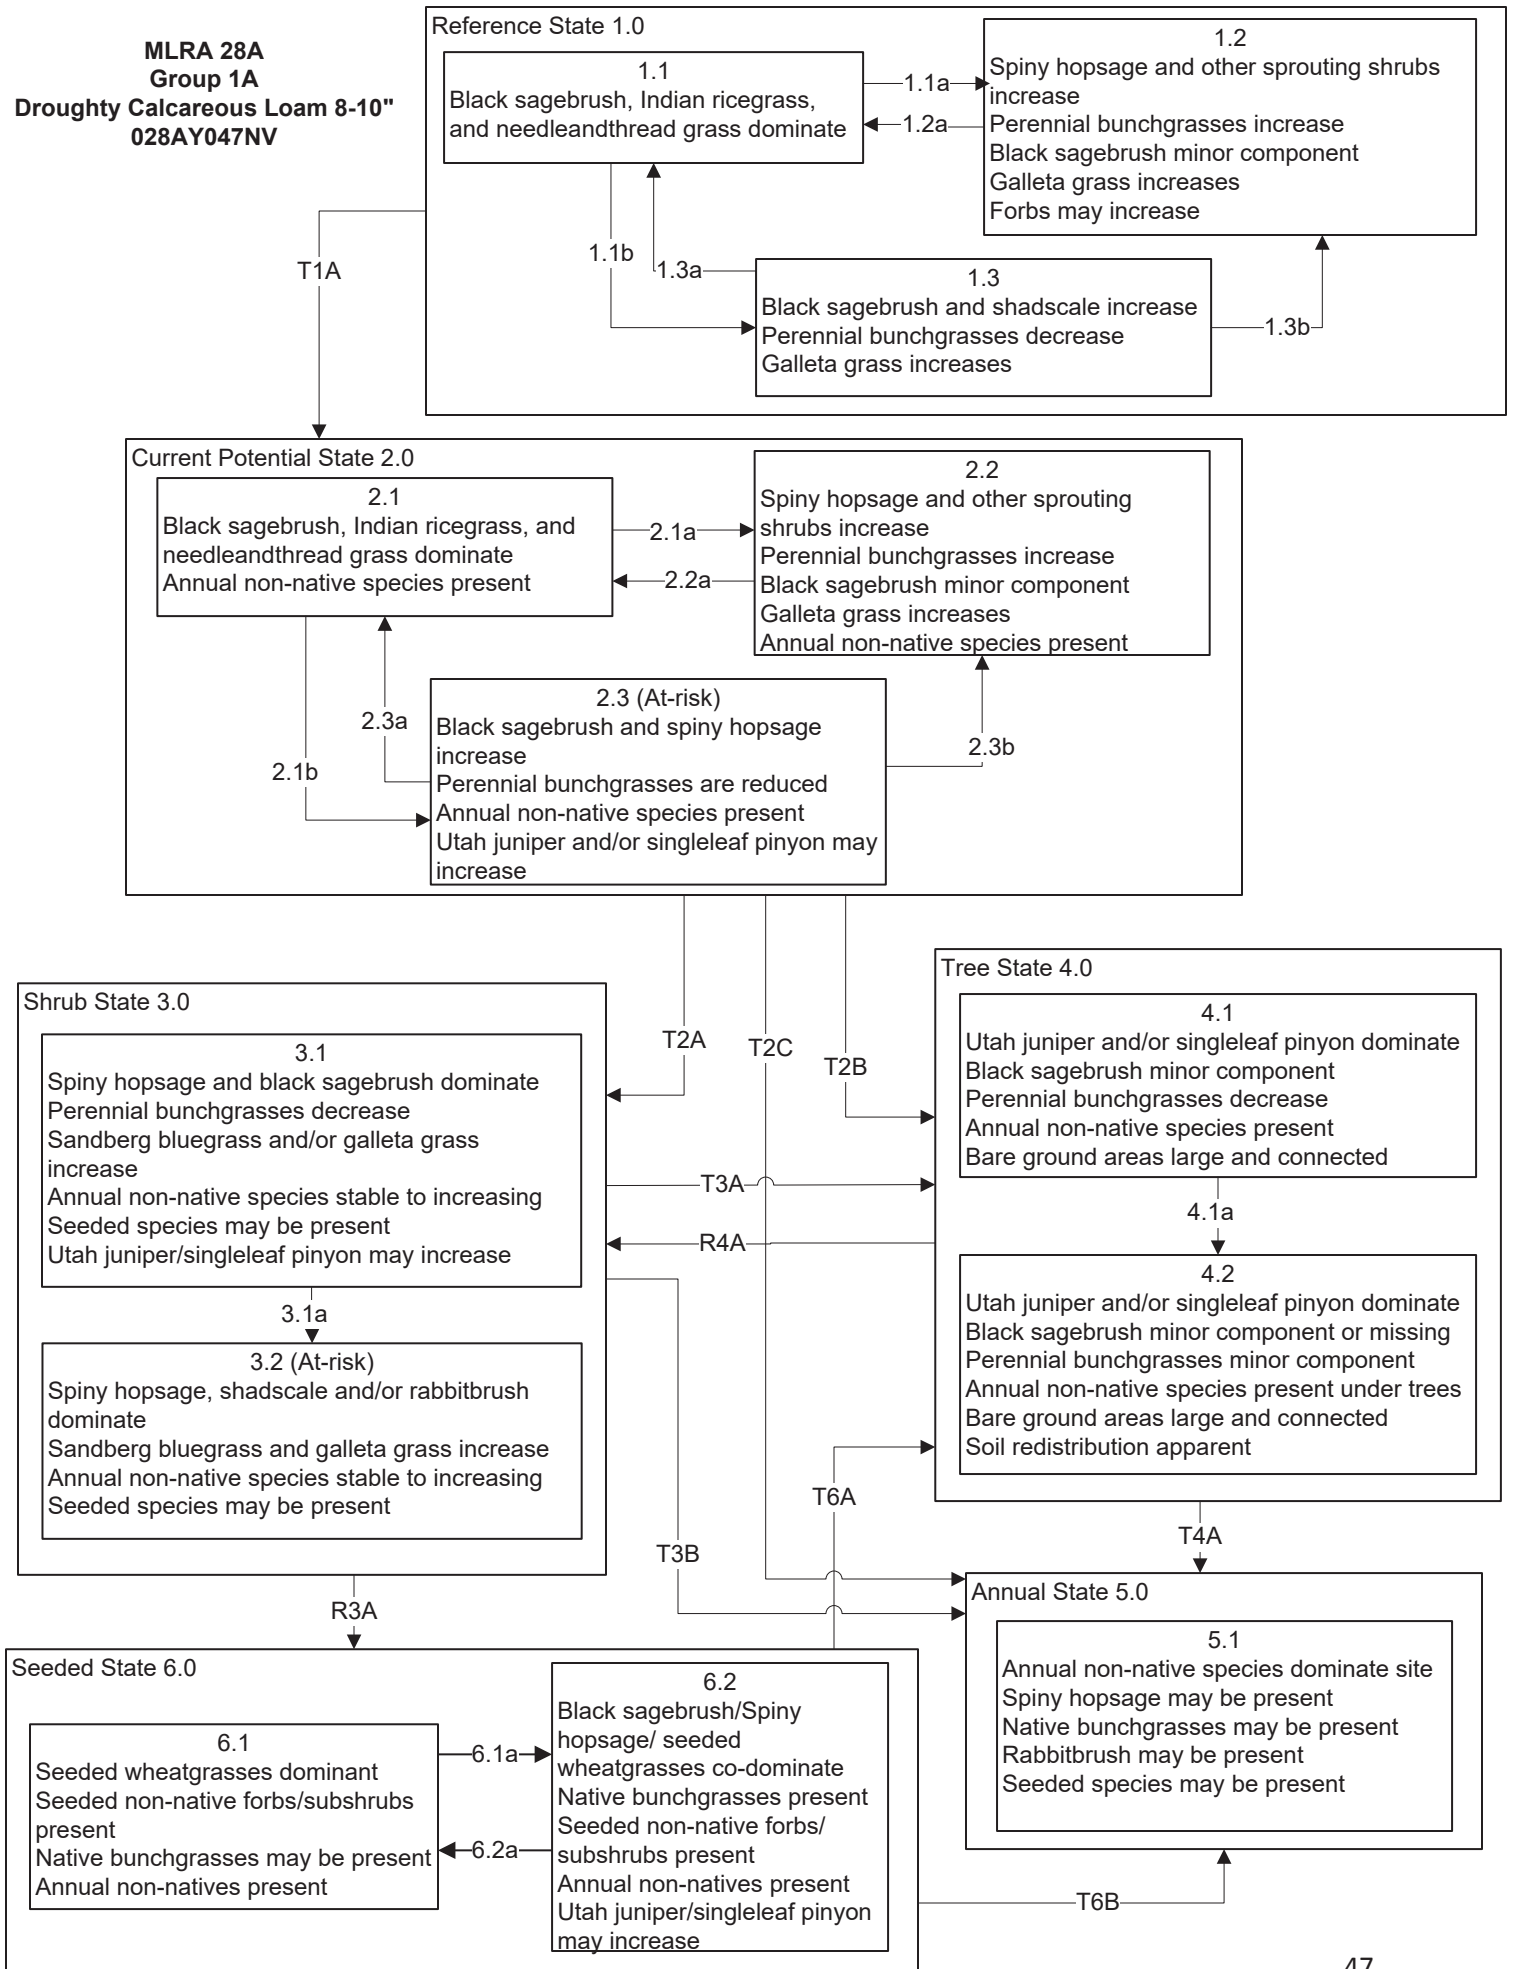 MLRA 28A
Group 1A
Droughty Calcareous Loam 8-10"
028AY047NV
Reference State 1.0
1.1
Black sagebrush, Indian ricegrass,
and needleandthread grass dominate
1.1a
1.2a
1.2
Spiny hopsage and other sprouting shrubs
increase
Perennial bunchgrasses increase
Black sagebrush minor component
Galleta grass increases
Forbs may increase
1.1b
1.3a
1.3
Black sagebrush and shadscale increase
Perennial bunchgrasses decrease
Galleta grass increases
1.3b
T1A
Current Potential State 2.0
2.1
Black sagebrush, Indian ricegrass, and
needleandthread grass dominate
Annual non-native species present
2.1a
2.2a
2.2
Spiny hopsage and other sprouting
shrubs increase
Perennial bunchgrasses increase
Black sagebrush minor component
Galleta grass increases
Annual non-native species present
2.1b
2.3a
2.3 (At-risk)
Black sagebrush and spiny hopsage
increase
Perennial bunchgrasses are reduced
Annual non-native species present
Utah juniper and/or singleleaf pinyon may
increase
2.3b
T2A
T2C
T2B
Shrub State 3.0
3.1
Spiny hopsage and black sagebrush dominate
Perennial bunchgrasses decrease
Sandberg bluegrass and/or galleta grass
increase
Annual non-native species stable to increasing
Seeded species may be present
Utah juniper/singleleaf pinyon may increase
3.1a
3.2 (At-risk)
Spiny hopsage, shadscale and/or rabbitbrush
dominate
Sandberg bluegrass and galleta grass increase
Annual non-native species stable to increasing
Seeded species may be present
T3A
R4A
T3B
R3A
Tree State 4.0
4.1
Utah juniper and/or singleleaf pinyon dominate
Black sagebrush minor component
Perennial bunchgrasses decrease
Annual non-native species present
Bare ground areas large and connected
4.1a
4.2
Utah juniper and/or singleleaf pinyon dominate
Black sagebrush minor component or missing
Perennial bunchgrasses minor component
Annual non-native species present under trees
Bare ground areas large and connected
Soil redistribution apparent
T6A
T4A
Annual State 5.0
5.1
Annual non-native species dominate site
Spiny hopsage may be present
Native bunchgrasses may be present
Rabbitbrush may be present
Seeded species may be present
Seeded State 6.0
6.1
Seeded wheatgrasses dominant
Seeded non-native forbs/subshrubs
present
Native bunchgrasses may be present
Annual non-natives present
6.1a
6.2a
6.2
Black sagebrush/Spiny
hopsage/ seeded
wheatgrasses co-dominate
Native bunchgrasses present
Seeded non-native forbs/
subshrubs present
Annual non-natives present
Utah juniper/singleleaf pinyon
may increase
T6B
47